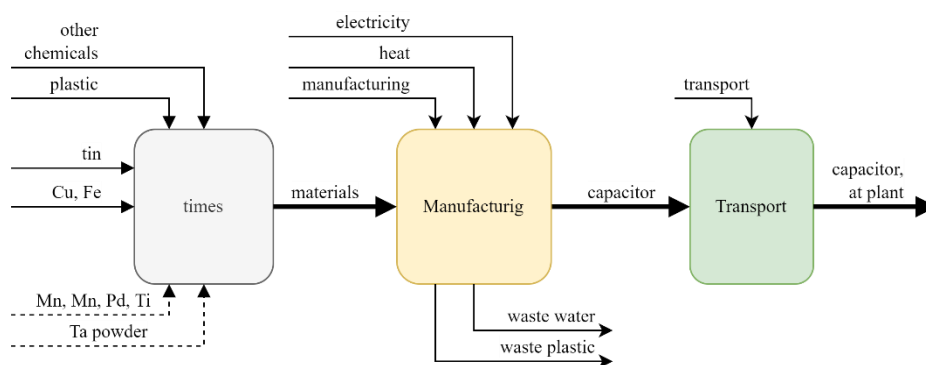 other
chemicals
plastic
tin
Cu, Fe
times
Mn, Mn, Pd, Ti
Ta powder
materials
electricity
heat
manufacturing
Manufacturig
waste water
waste plastic
capacitor
transport
Transport
capacitor,
at plant